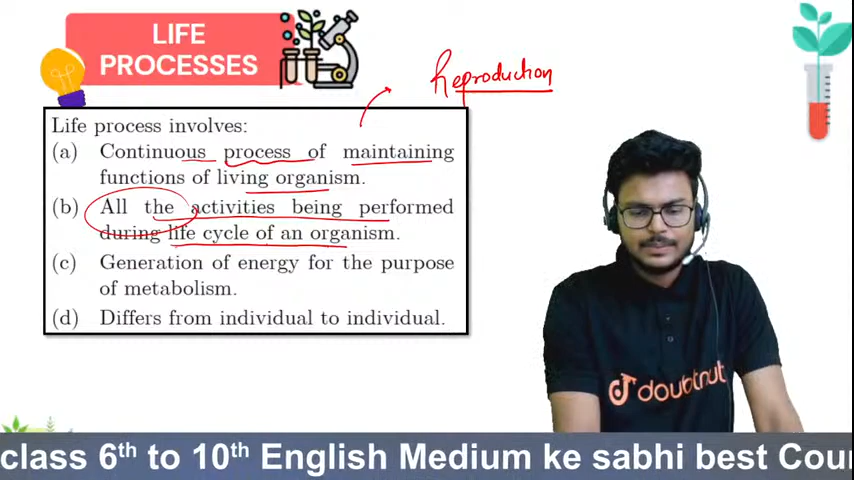 LIFE
PROCESSES
Reproduction
Life process involves:
(a) Continuous process of maintaining
functions of living organism.
(b) All the activities being performed
during life cycle of an organism.
(c) Generation of energy for the purpose
of metabolism.
(d) Differs from individual to individual.
doubtnut
class 6th to 10th English Medium ke sabhi best Cour